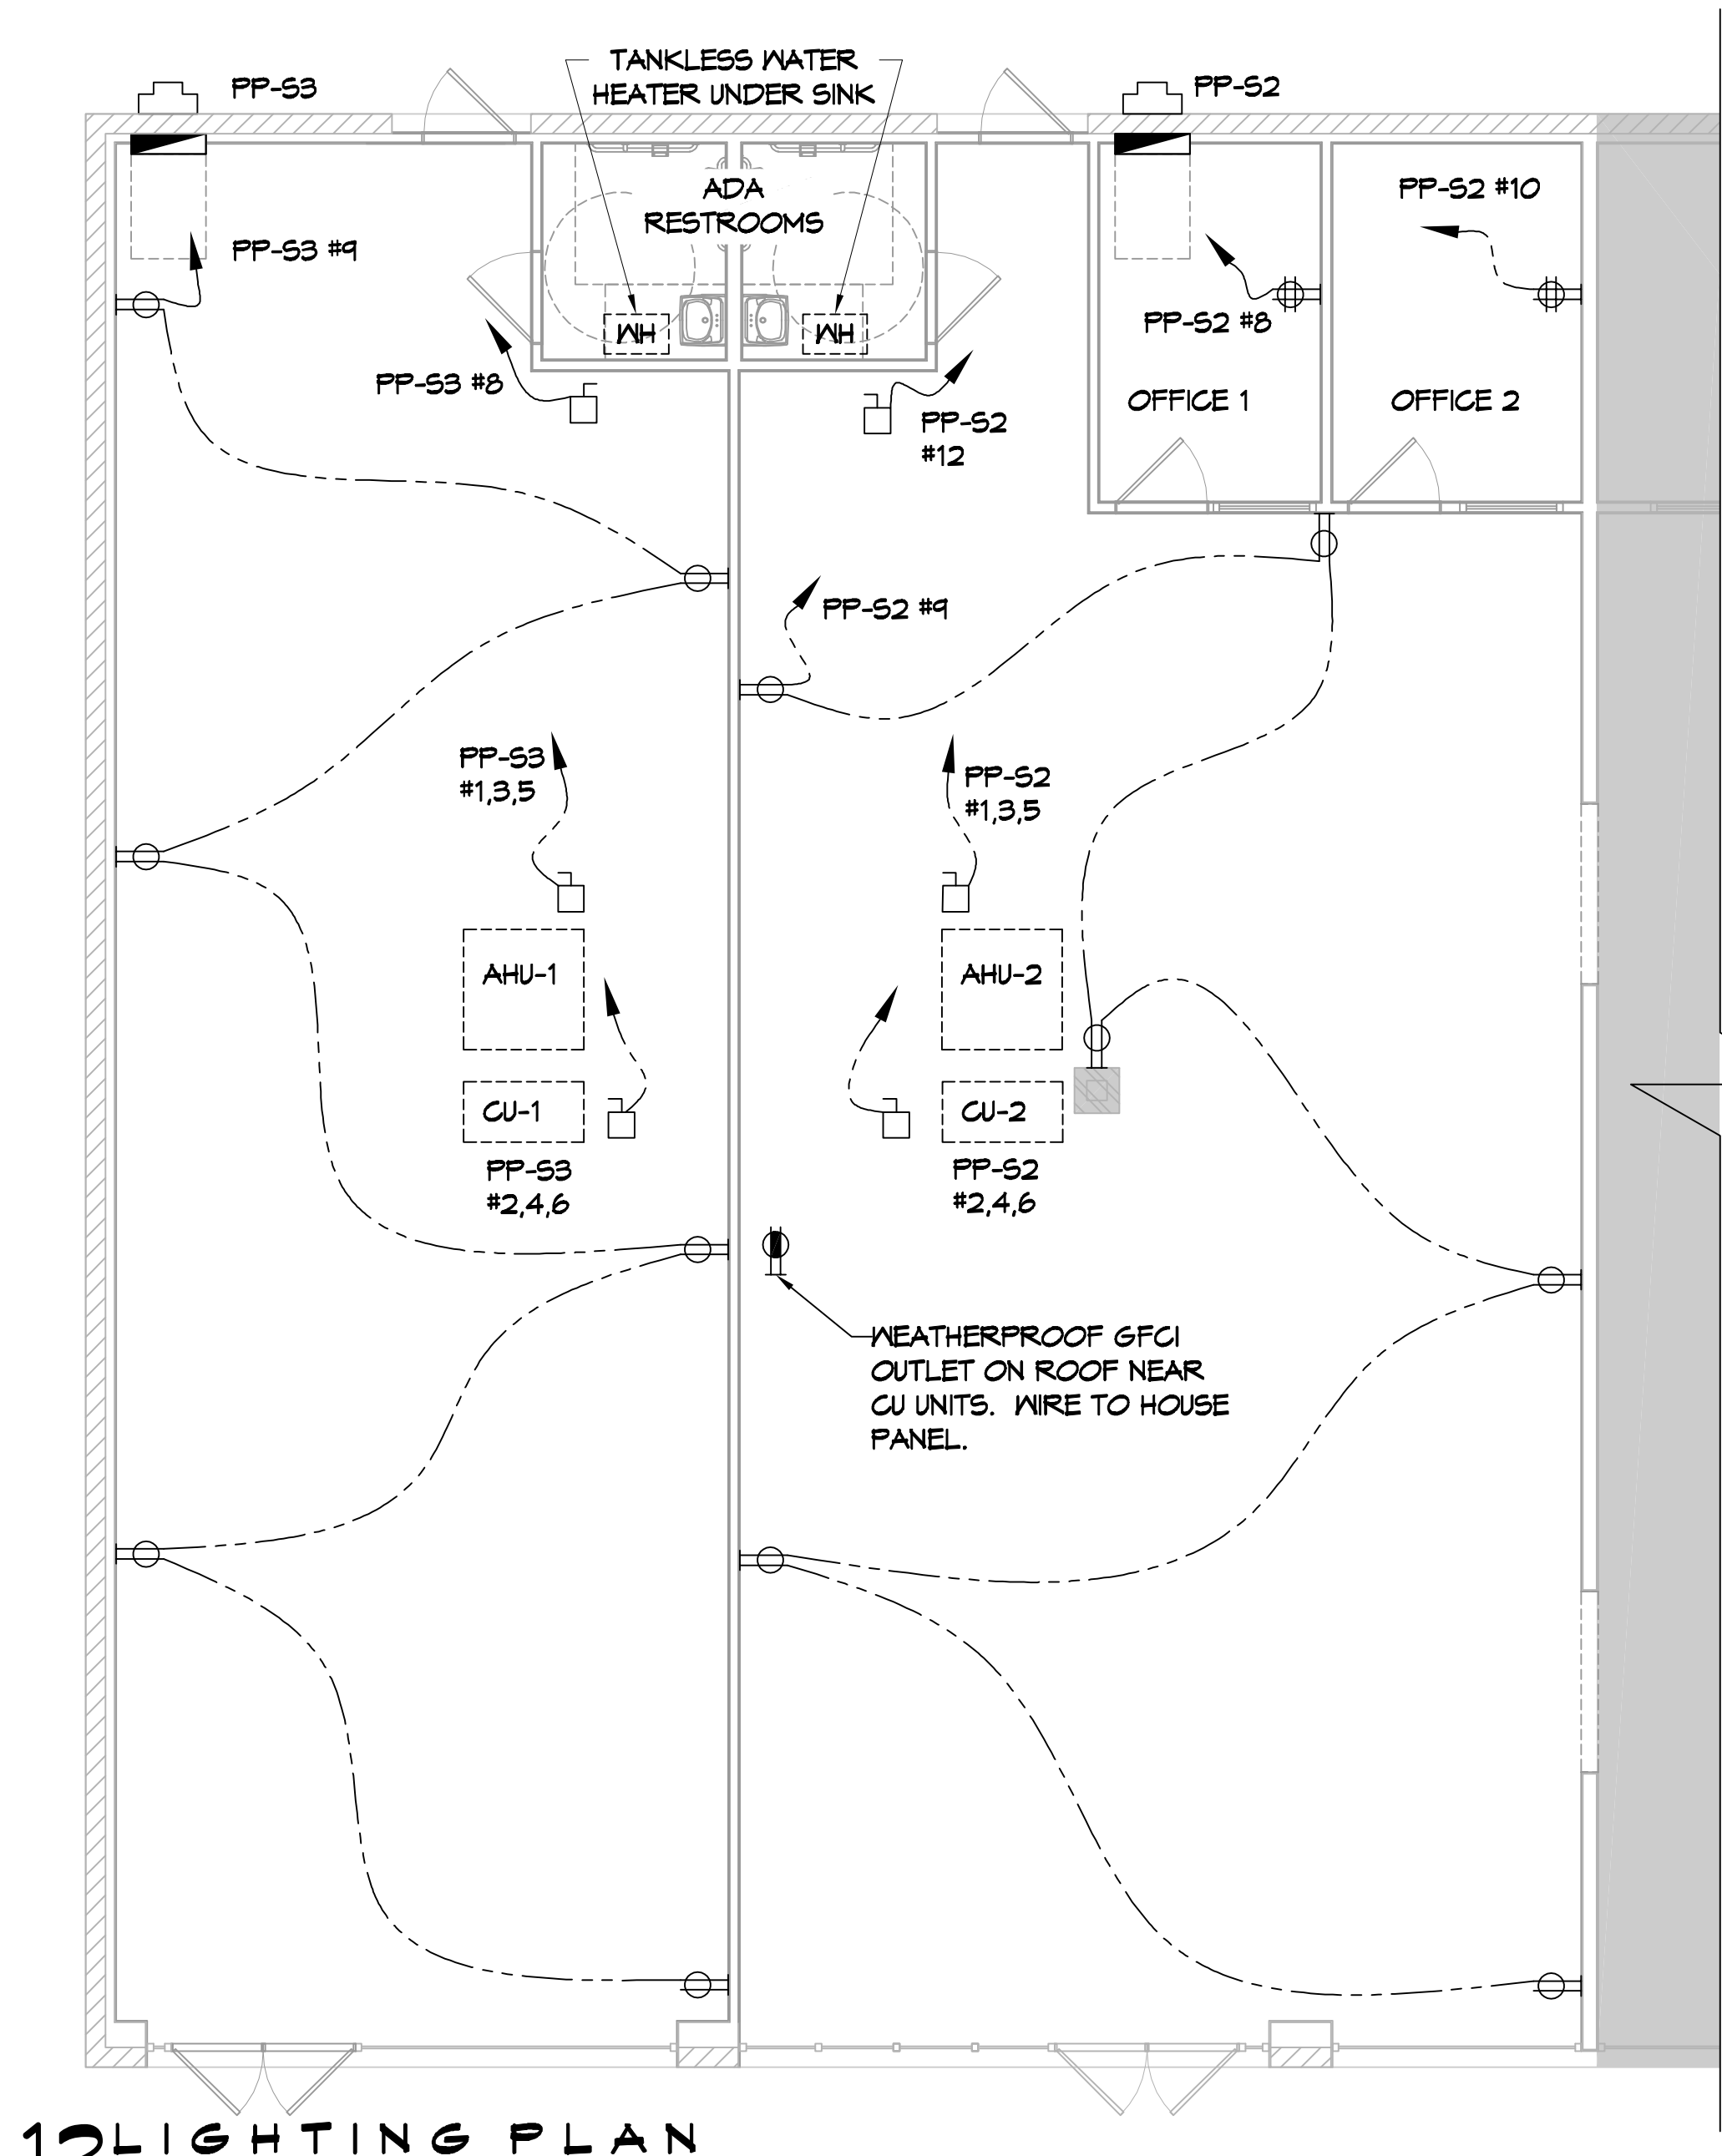 TANKLESS WATER
HEATER UNDER SINK
PP-S3
PP-S2
ADA
RESTROOMS
PP-S2 #10
PP-S3 #9
PP-S2 #8
WH
WH
PP-S3 #8
OFFICE 1
OFFICE 2
PP-S2
#12
PP-S2 #9
PP-S3
#1,3,5
PP-S2
#1,3,5
AHU-1
AHU-2
CU-1
CU-2
PP-S3
#2,4,6
PP-S2
#2,4,6
WEATHERPROOF GFCI
OUTLET ON ROOF NEAR
CU UNITS. WIRE TO HOUSE
PANEL.
12 LIGHTING PLAN